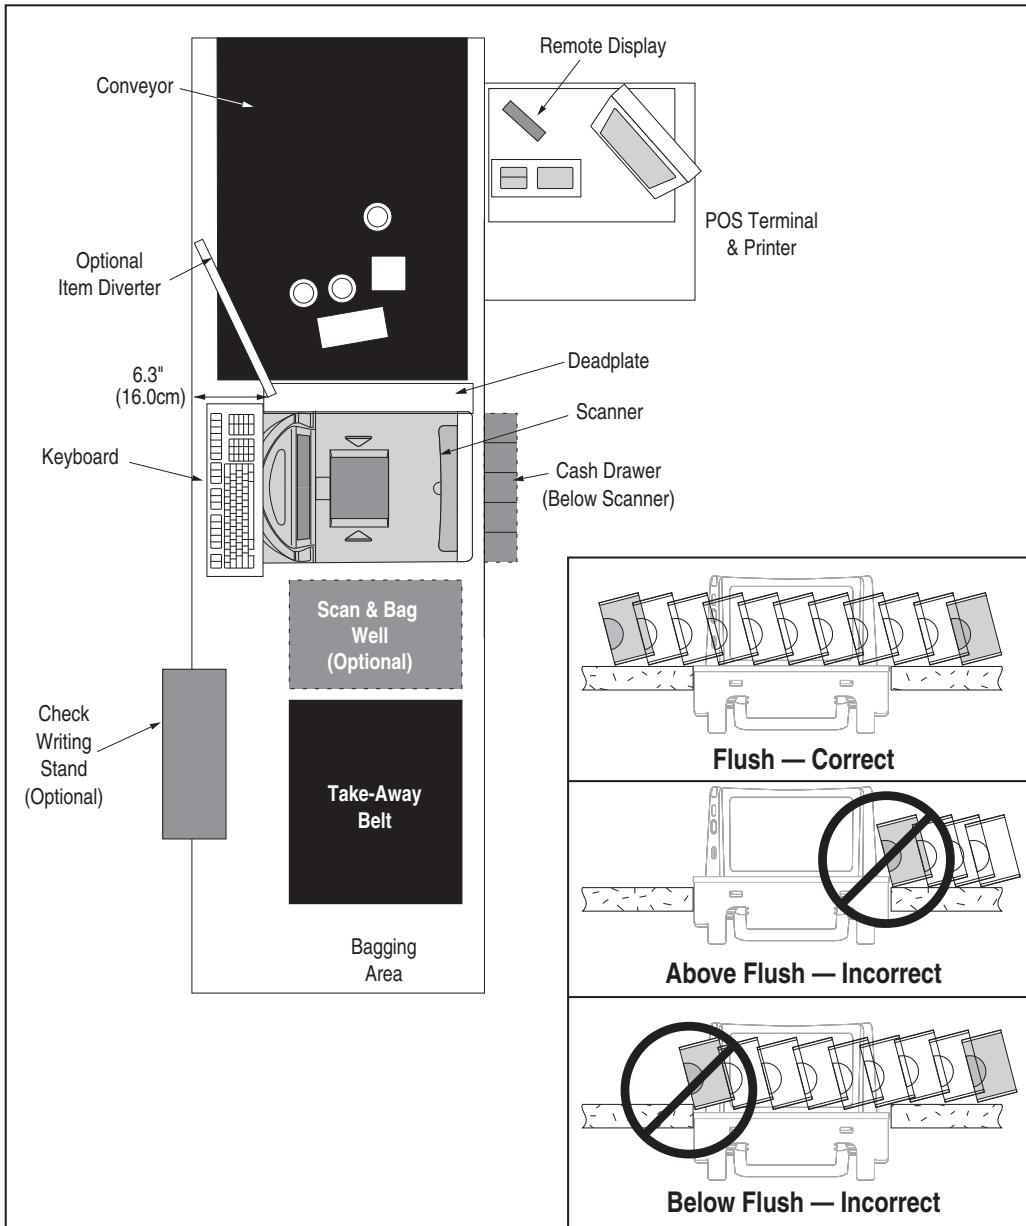 Remote Display
Conveyor
POS Terminal
& Printer
Optional
Item Diverter
6.3"
(16.0cm)
Deadplate
Scanner
Keyboard
Cash Drawer
(Below Scanner)
Scan & Bag
Well
(Optional)
Check
Writing
Stand
(Optional)
Take-Away
Belt
Bagging
Area
Flush — Correct
Above Flush — Incorrect
Below Flush — Incorrect